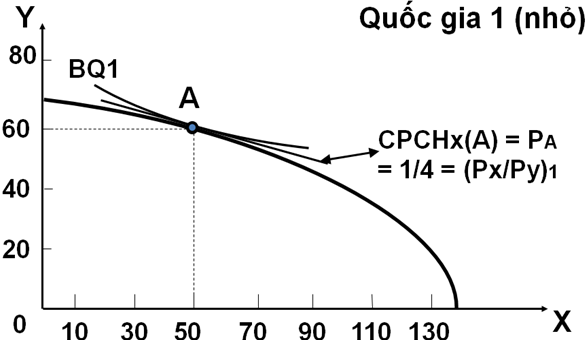 Y
Quốc gia 1 (nhỏ)
80
BQ1
A
60
CPCHx(A) = PA
= 1/4 = (Px/Py)1
40
20
0
10 30 50 70 90 110 130
X